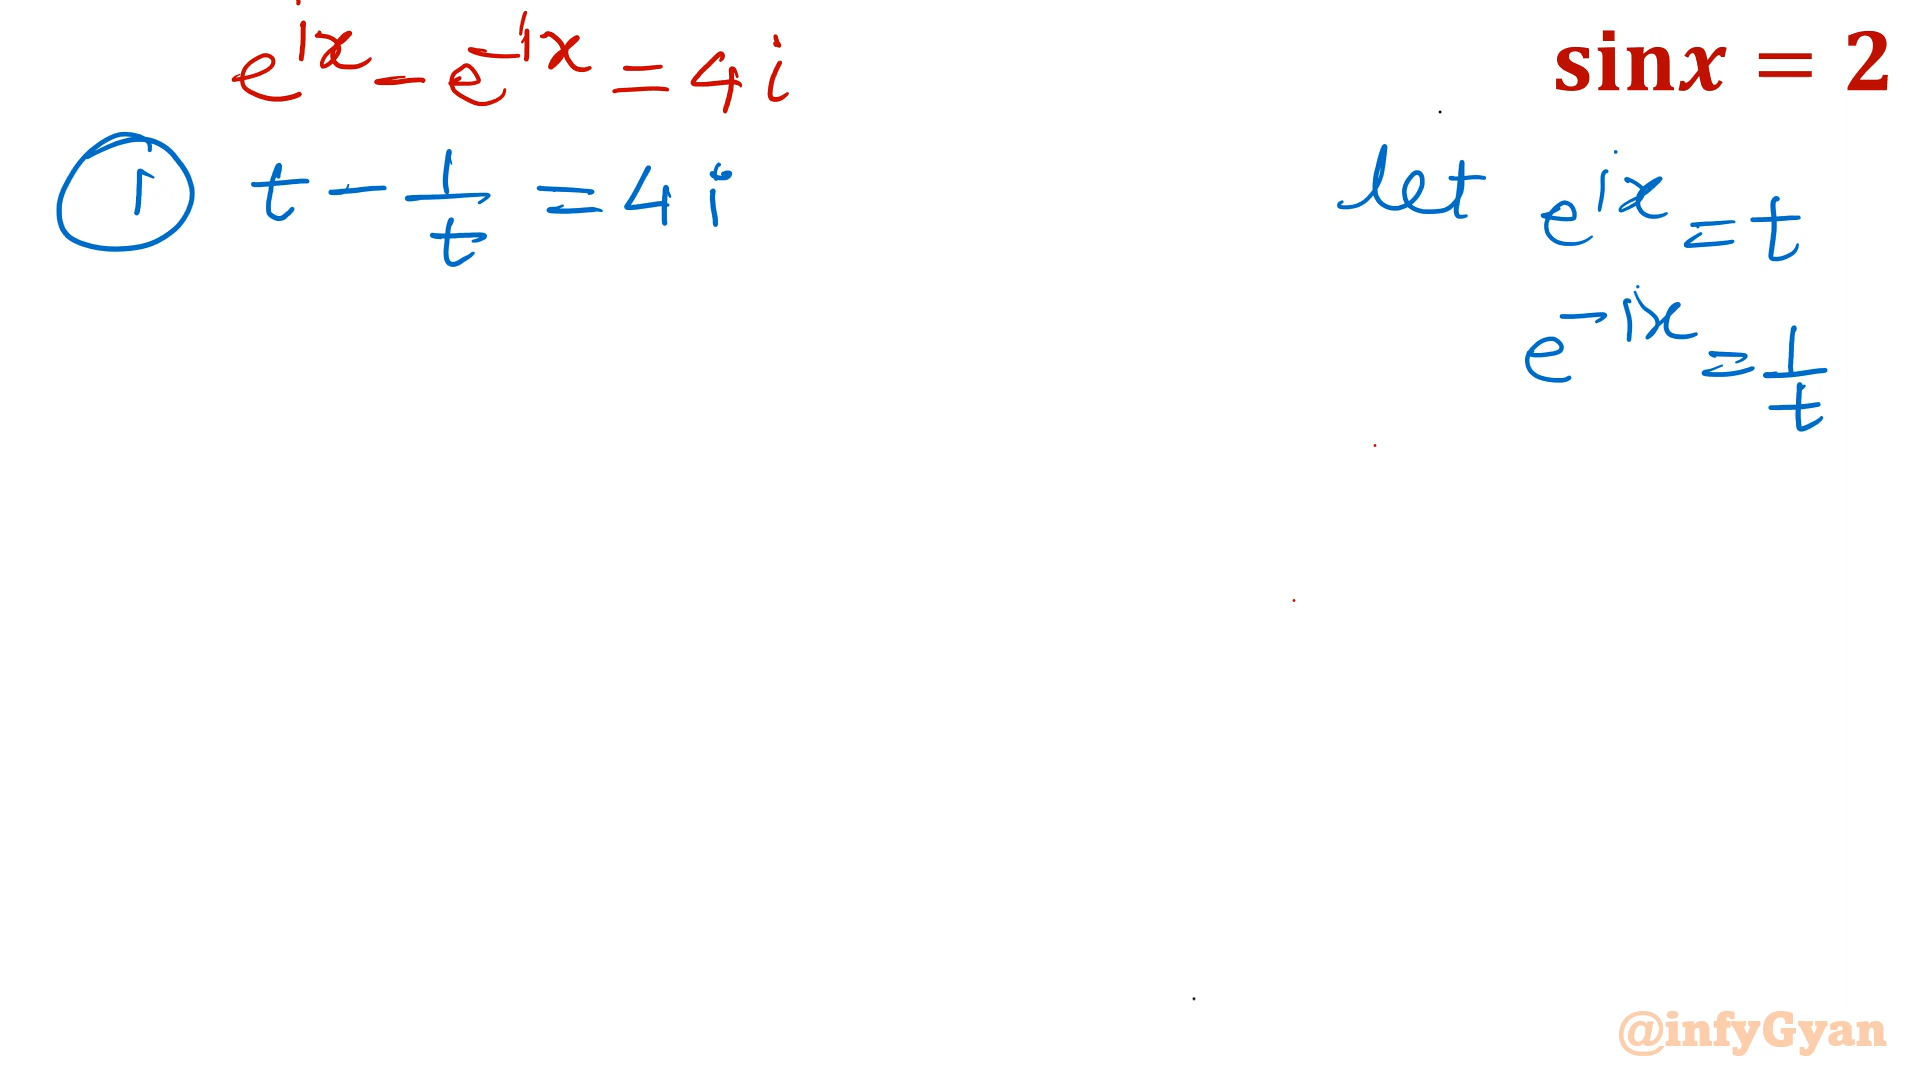 e^{ix} - e^{-ix} = 4i
sinx = 2
① t - 1/t = 4i
let e^{ix} = t
e^{-ix} = 1/t
@infyGyan